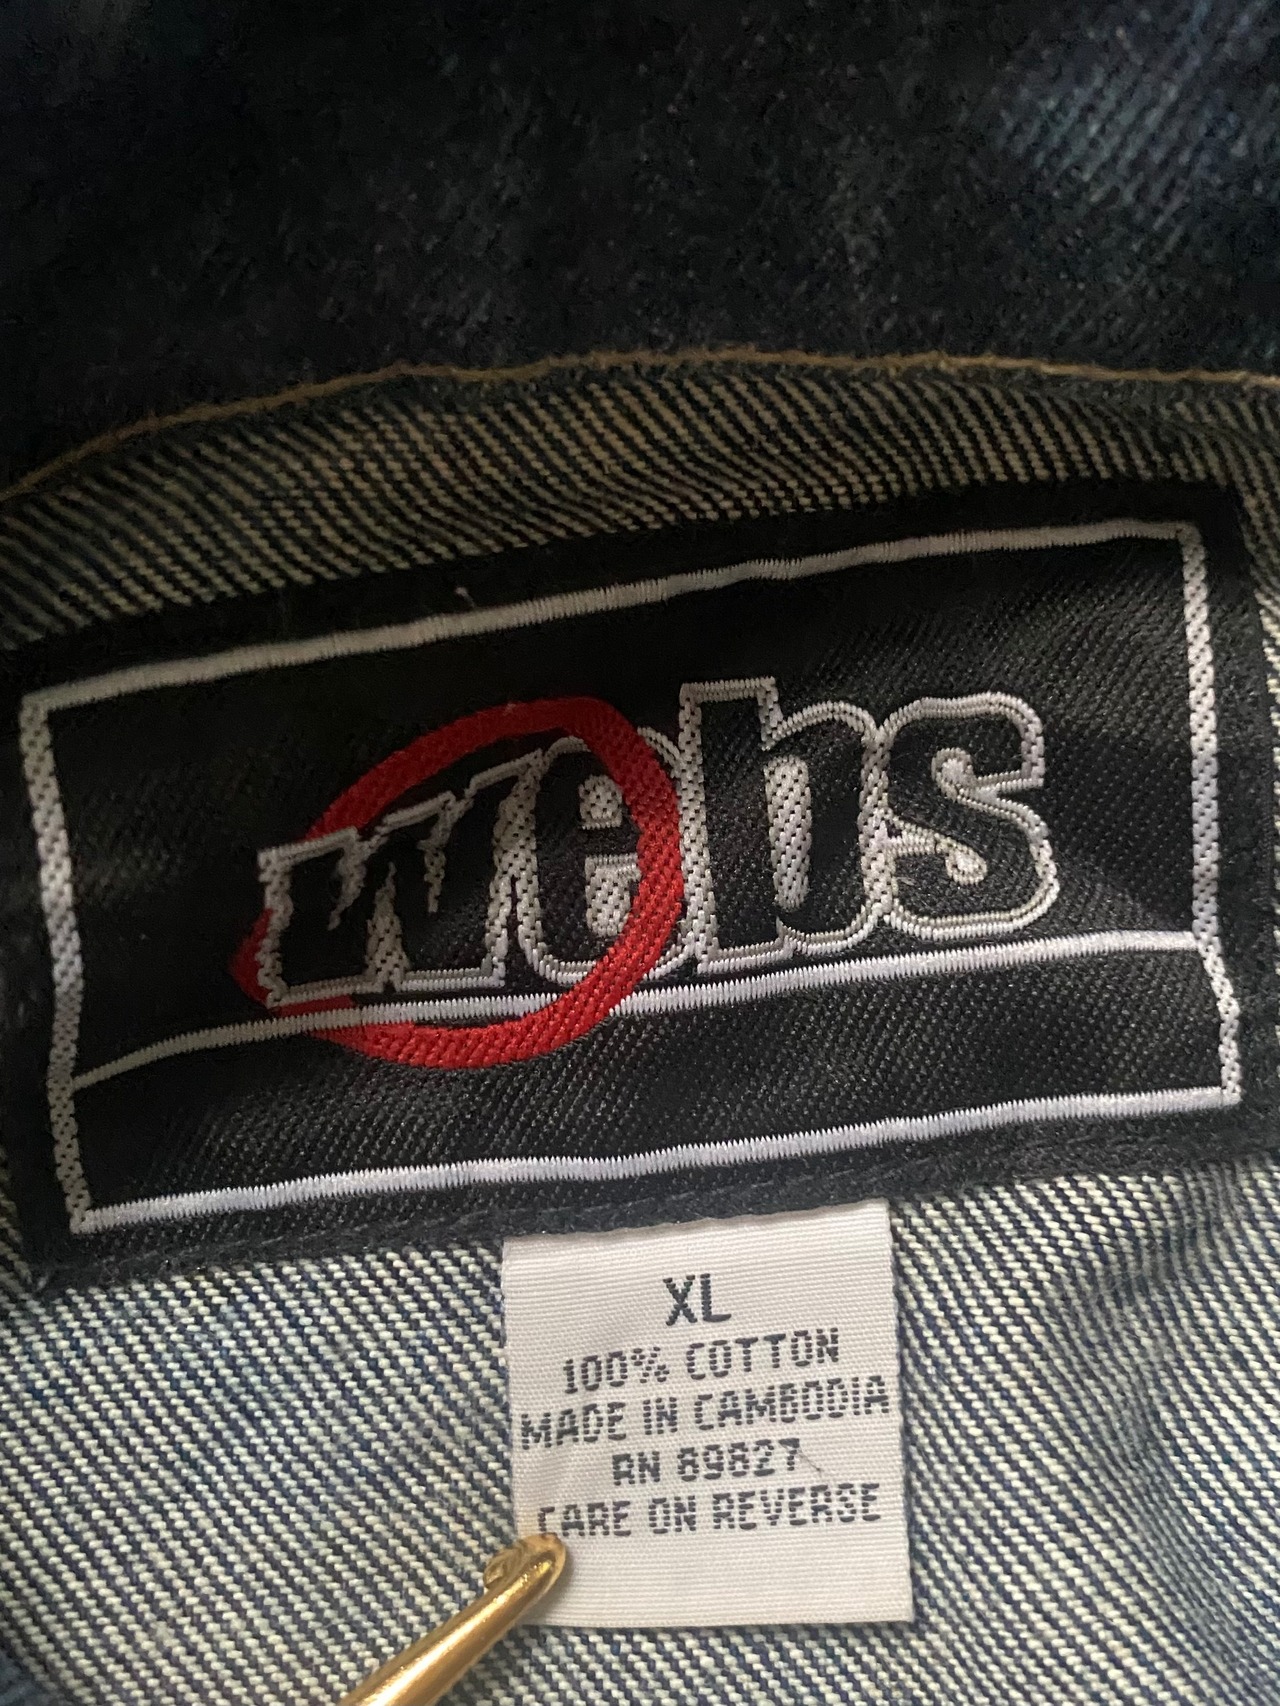 webs
XL
100% COTTON
MADE IN CAMBODIA
RN 89827
CARE ON REVERSE